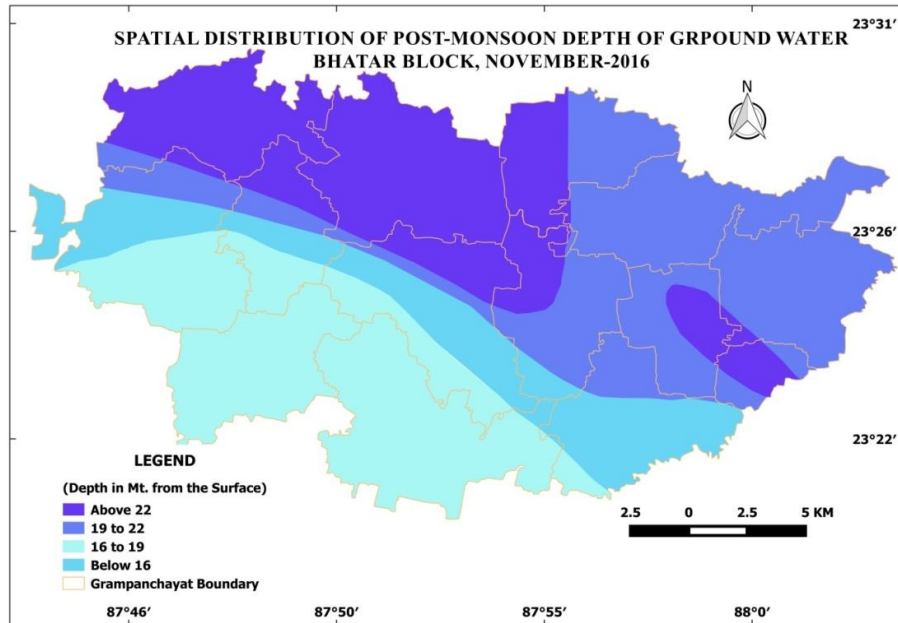 SPATIAL DISTRIBUTION OF POST-MONSOON DEPTH OF GRPOUND WATER
BHATAR BLOCK, NOVEMBER-2016
23°31'
N
23°26'
23°22'
LEGEND
(Depth in Mt. from the Surface)
Above 22
19 to 22
16 to 19
Below 16
Grampanchayat Boundary
2.5 0 2.5 5 KM
87°46' 87°50' 87°55' 88°0'